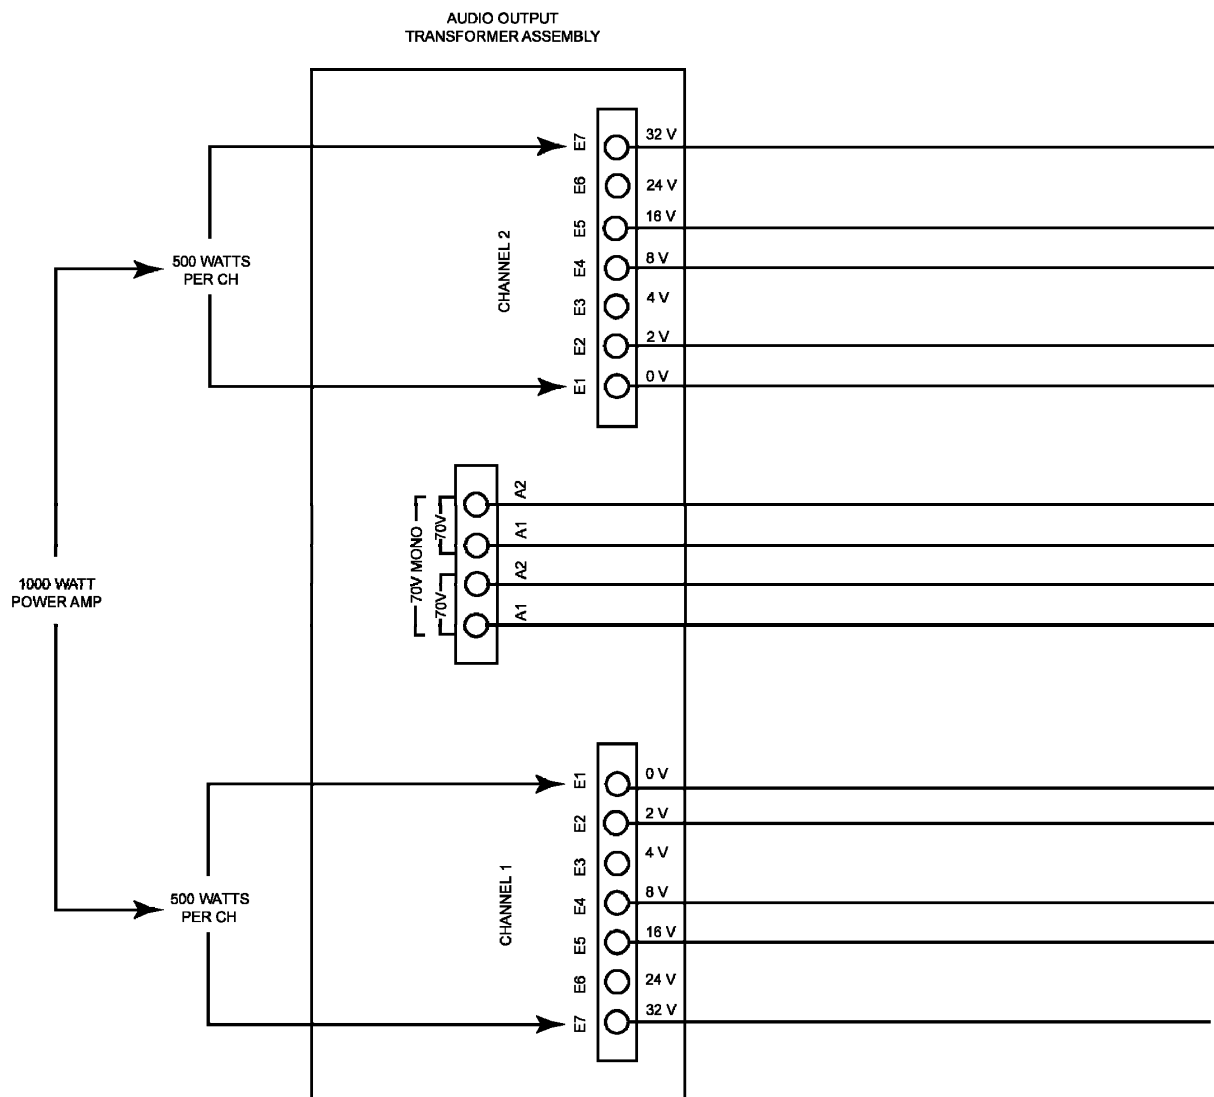 AUDIO OUTPUT
TRANSFORMER ASSEMBLY
E7
32 V
E6
24 V
E5
16 V
500 WATTS
PER CH
CHANNEL 2
E4
8 V
E3
4 V
E2
2 V
E1
0 V
1000 WATT
POWER AMP
70V MONO
70V
70V
A2
A1
A2
A1
E1
0 V
E2
2 V
E3
4 V
500 WATTS
PER CH
CHANNEL 1
E4
8 V
E5
16 V
E6
24 V
E7
32 V